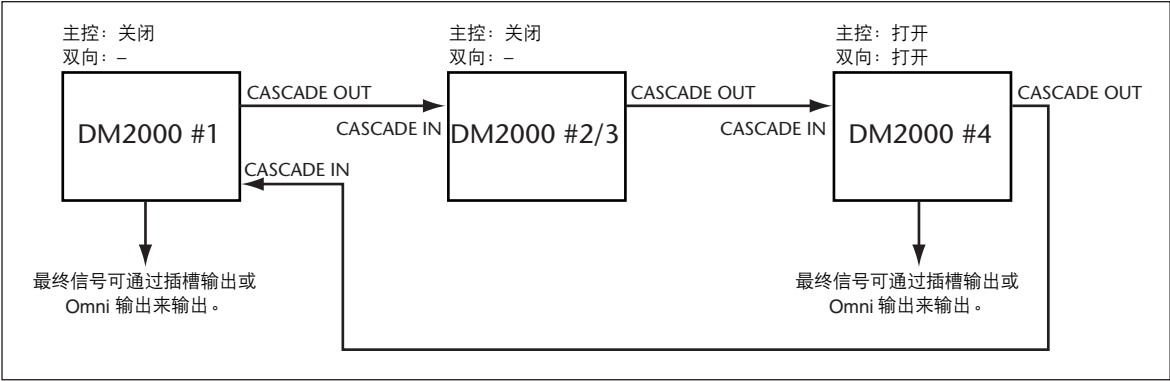 主控：关闭
双向：–
主控：关闭
双向：–
主控：打开
双向：打开
DM2000 #1
CASCADE OUT
CASCADE IN
DM2000 #2/3
CASCADE OUT
CASCADE IN
DM2000 #4
CASCADE OUT
CASCADE IN
最终信号可通过插槽输出或
Omni 输出来输出。
最终信号可通过插槽输出或
Omni 输出来输出。